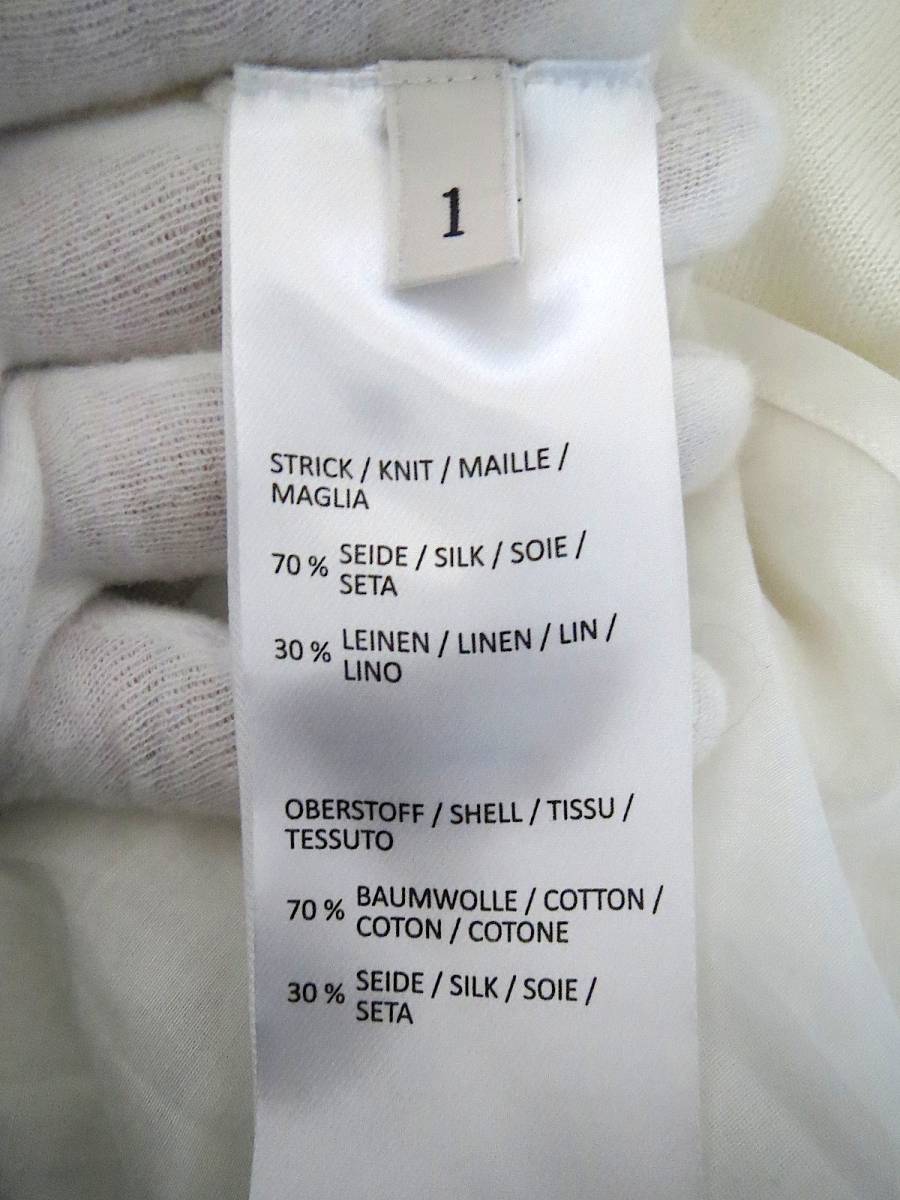 1
STRICK / KNIT / MAILLE /
MAGLIA
70 % SEIDE / SILK / SOIE /
SETA
30 % LEINEN / LINEN / LIN /
LINO
OBERSTOFF / SHELL / TISSU /
TESSUTO
70 % BAUMWOLLE / COTTON /
COTON / COTONE
30 % SEIDE / SILK / SOIE /
SETA